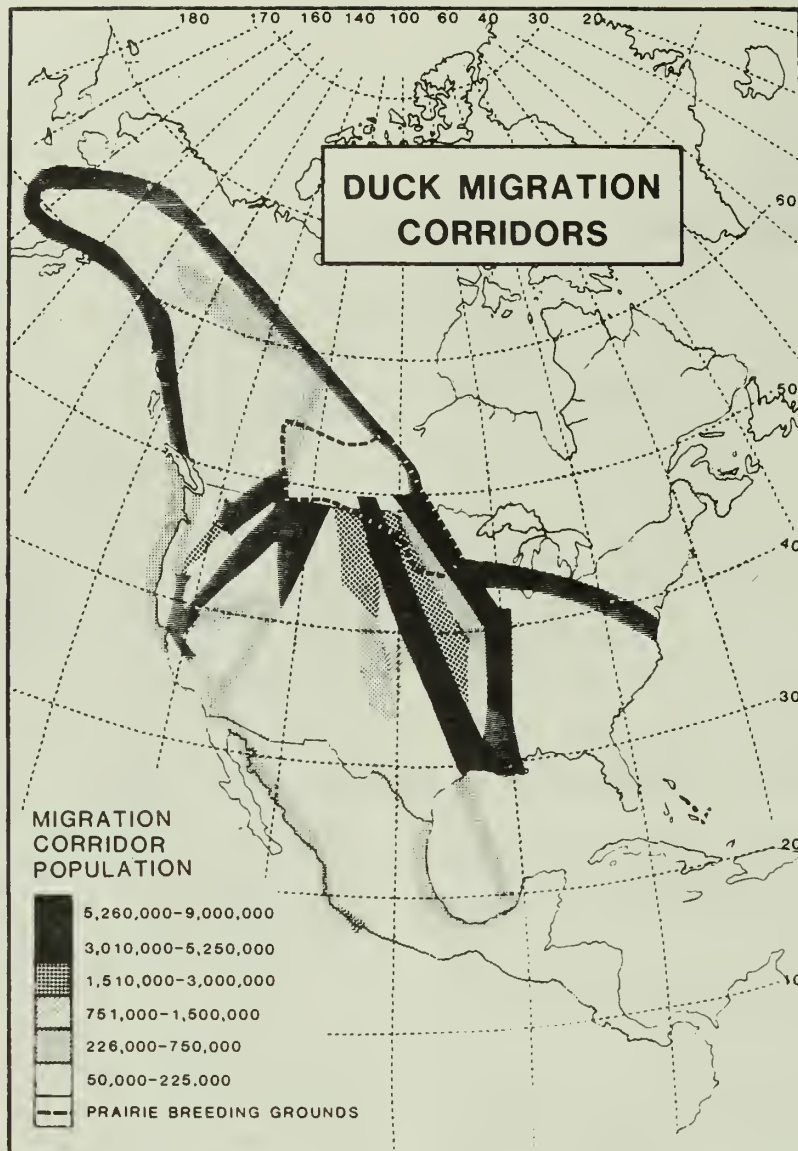 180 170 160 140 100 60 40 30 20
DUCK MIGRATION
CORRIDORS
60
50
40
30
20
10
MIGRATION
CORRIDOR
POPULATION
5,260,000-9,000,000
3,010,000-5,250,000
1,510,000-3,000,000
751,000-1,500,000
226,000-750,000
50,000-225,000
PRAIRIE BREEDING GROUNDS